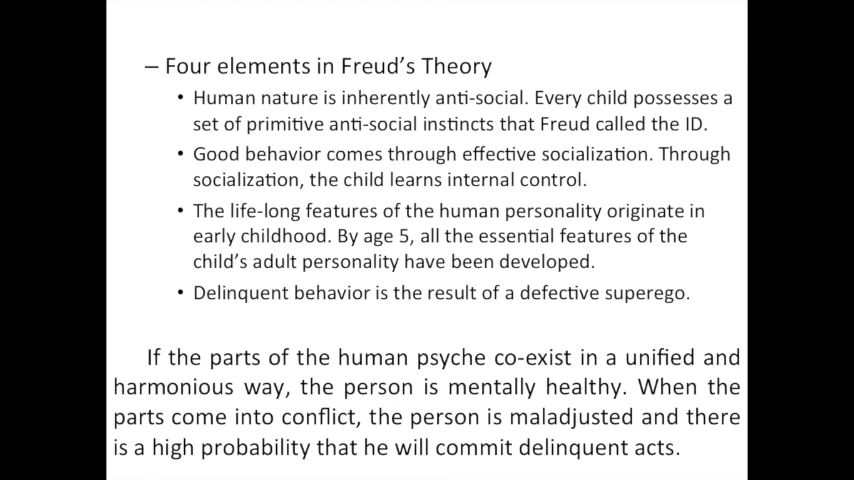 – Four elements in Freud’s Theory
• Human nature is inherently anti-social. Every child possesses a
set of primitive anti-social instincts that Freud called the ID.
• Good behavior comes through effective socialization. Through
socialization, the child learns internal control.
• The life-long features of the human personality originate in
early childhood. By age 5, all the essential features of the
child’s adult personality have been developed.
• Delinquent behavior is the result of a defective superego.
If the parts of the human psyche co-exist in a unified and
harmonious way, the person is mentally healthy. When the
parts come into conflict, the person is maladjusted and there
is a high probability that he will commit delinquent acts.